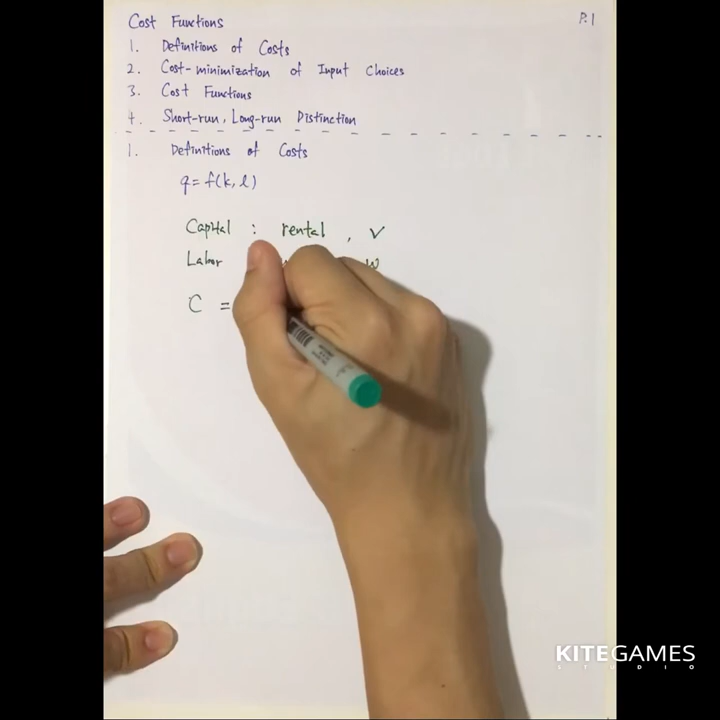 Cost Functions P.1
1. Definitions of Costs
2. Cost-minimization of Input Choices
3. Cost Functions
4. Short-run, Long-run Distinction
1. Definitions of Costs
q = f(k, l)
Capital : rental , v
Labor w
C =
KITEGAMES
STUDIO